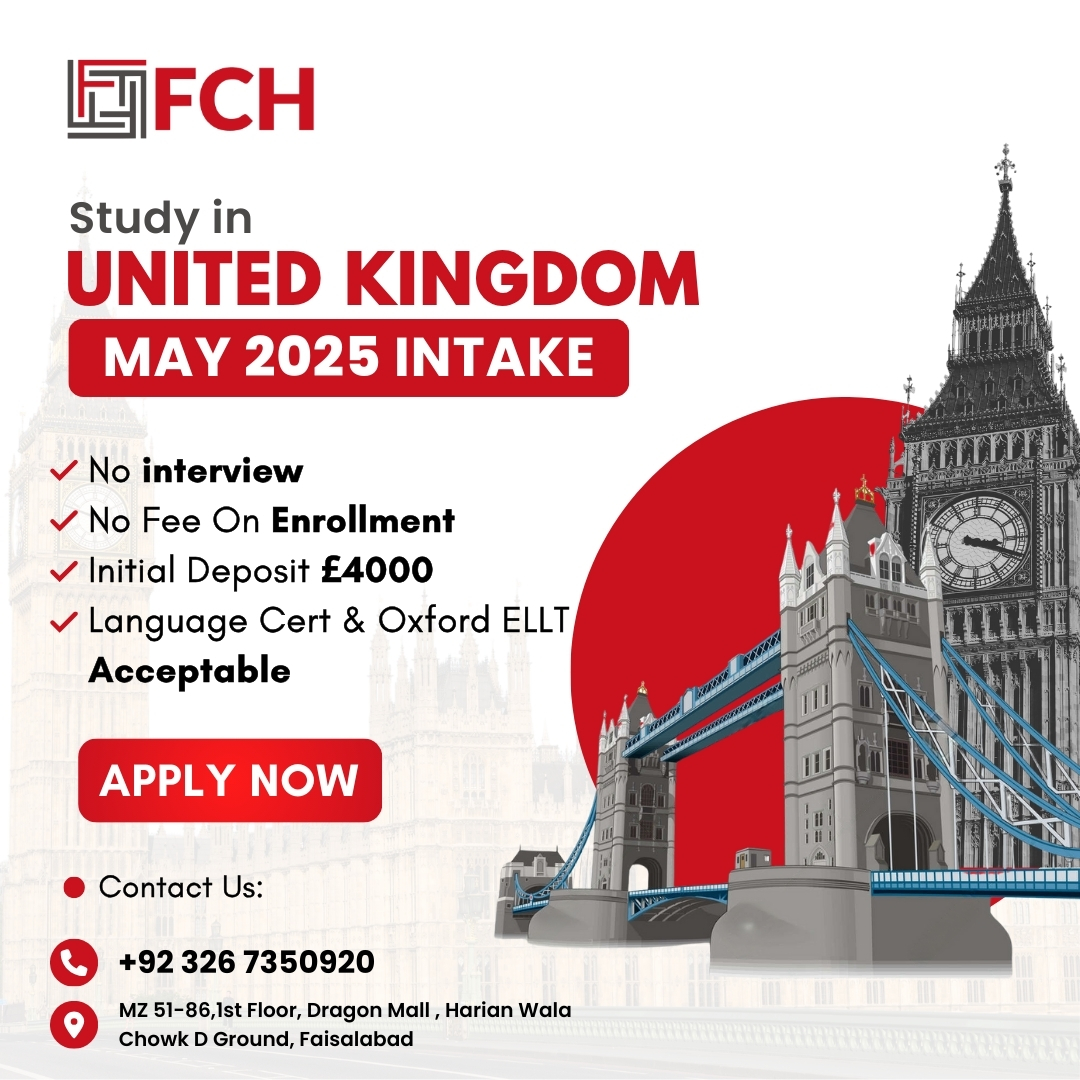 FCH
Study in
UNITED KINGDOM
MAY 2025 INTAKE
No interview
No Fee On Enrollment
Initial Deposit £4000
Language Cert & Oxford ELLT
Acceptable
APPLY NOW
Contact Us:
+92 326 7350920
MZ 51-86,1st Floor, Dragon Mall , Harian Wala
Chowk D Ground, Faisalabad